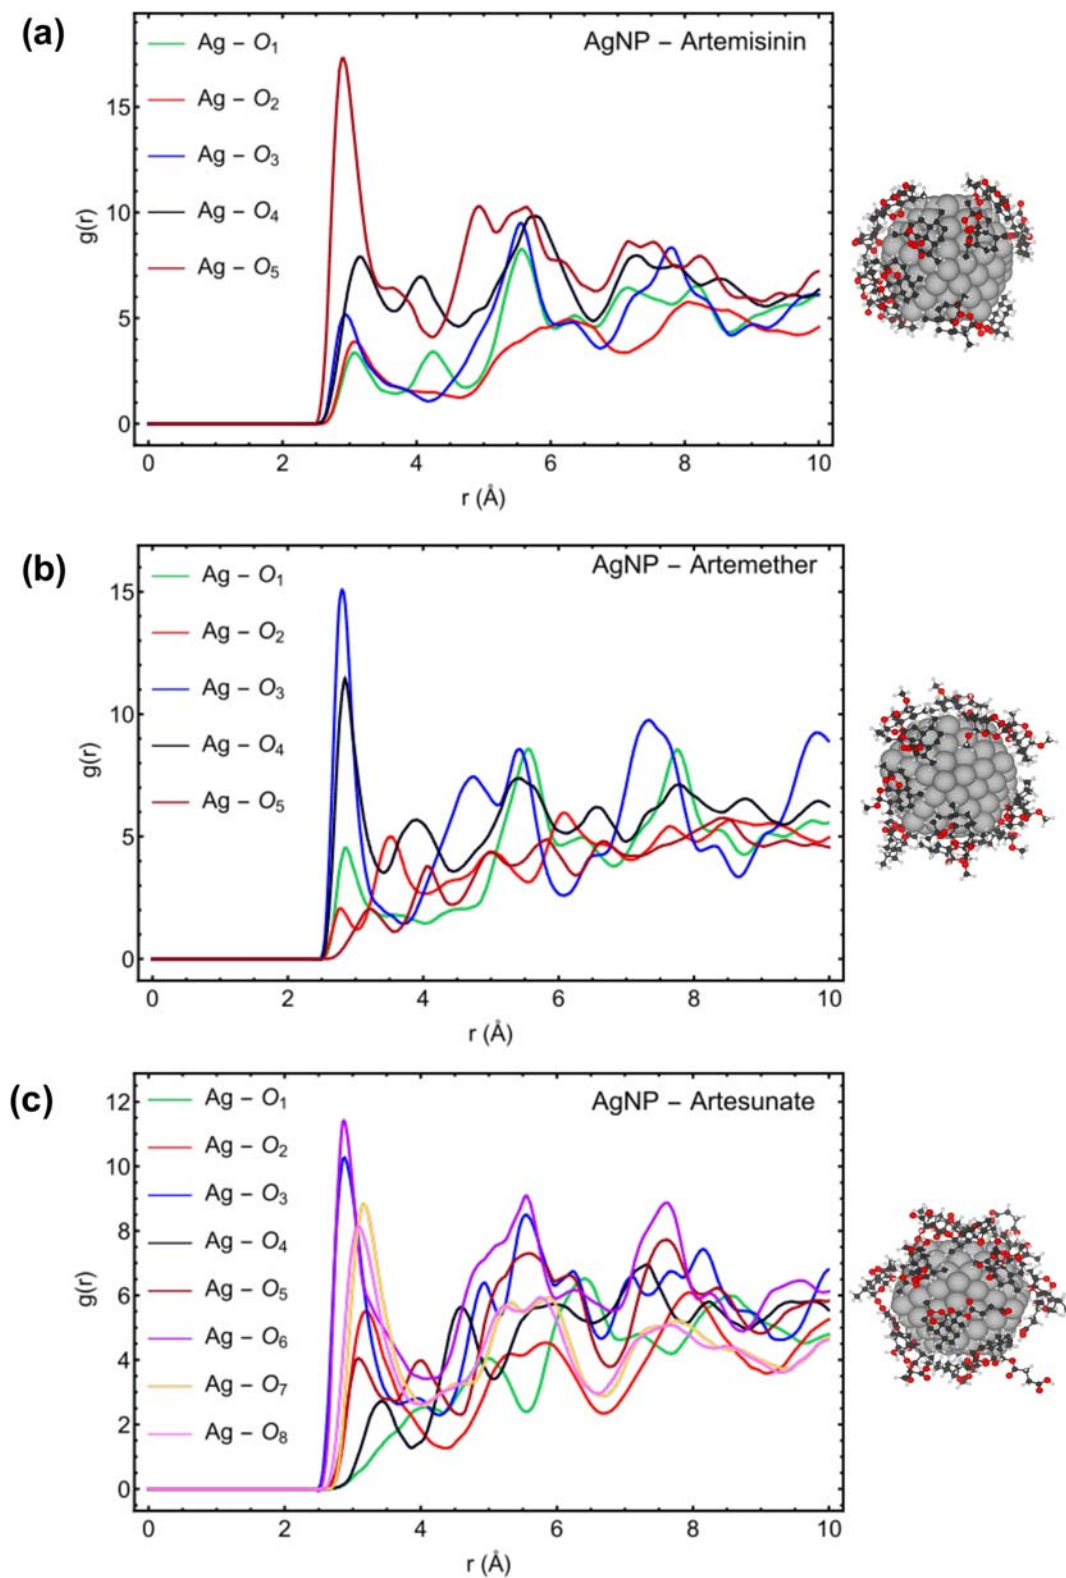 (a)
AgNP – Artemisinin
Ag – O₁
Ag – O₂
Ag – O₃
Ag – O₄
Ag – O₅
g(r)
15
10
5
0
0 2 4 6 8 10
r (Å)
(b)
AgNP – Artemether
Ag – O₁
Ag – O₂
Ag – O₃
Ag – O₄
Ag – O₅
g(r)
15
10
5
0
0 2 4 6 8 10
r (Å)
(c)
AgNP – Artesunate
Ag – O₁
Ag – O₂
Ag – O₃
Ag – O₄
Ag – O₅
Ag – O₆
Ag – O₇
Ag – O₈
g(r)
12
10
8
6
4
2
0
0 2 4 6 8 10
r (Å)